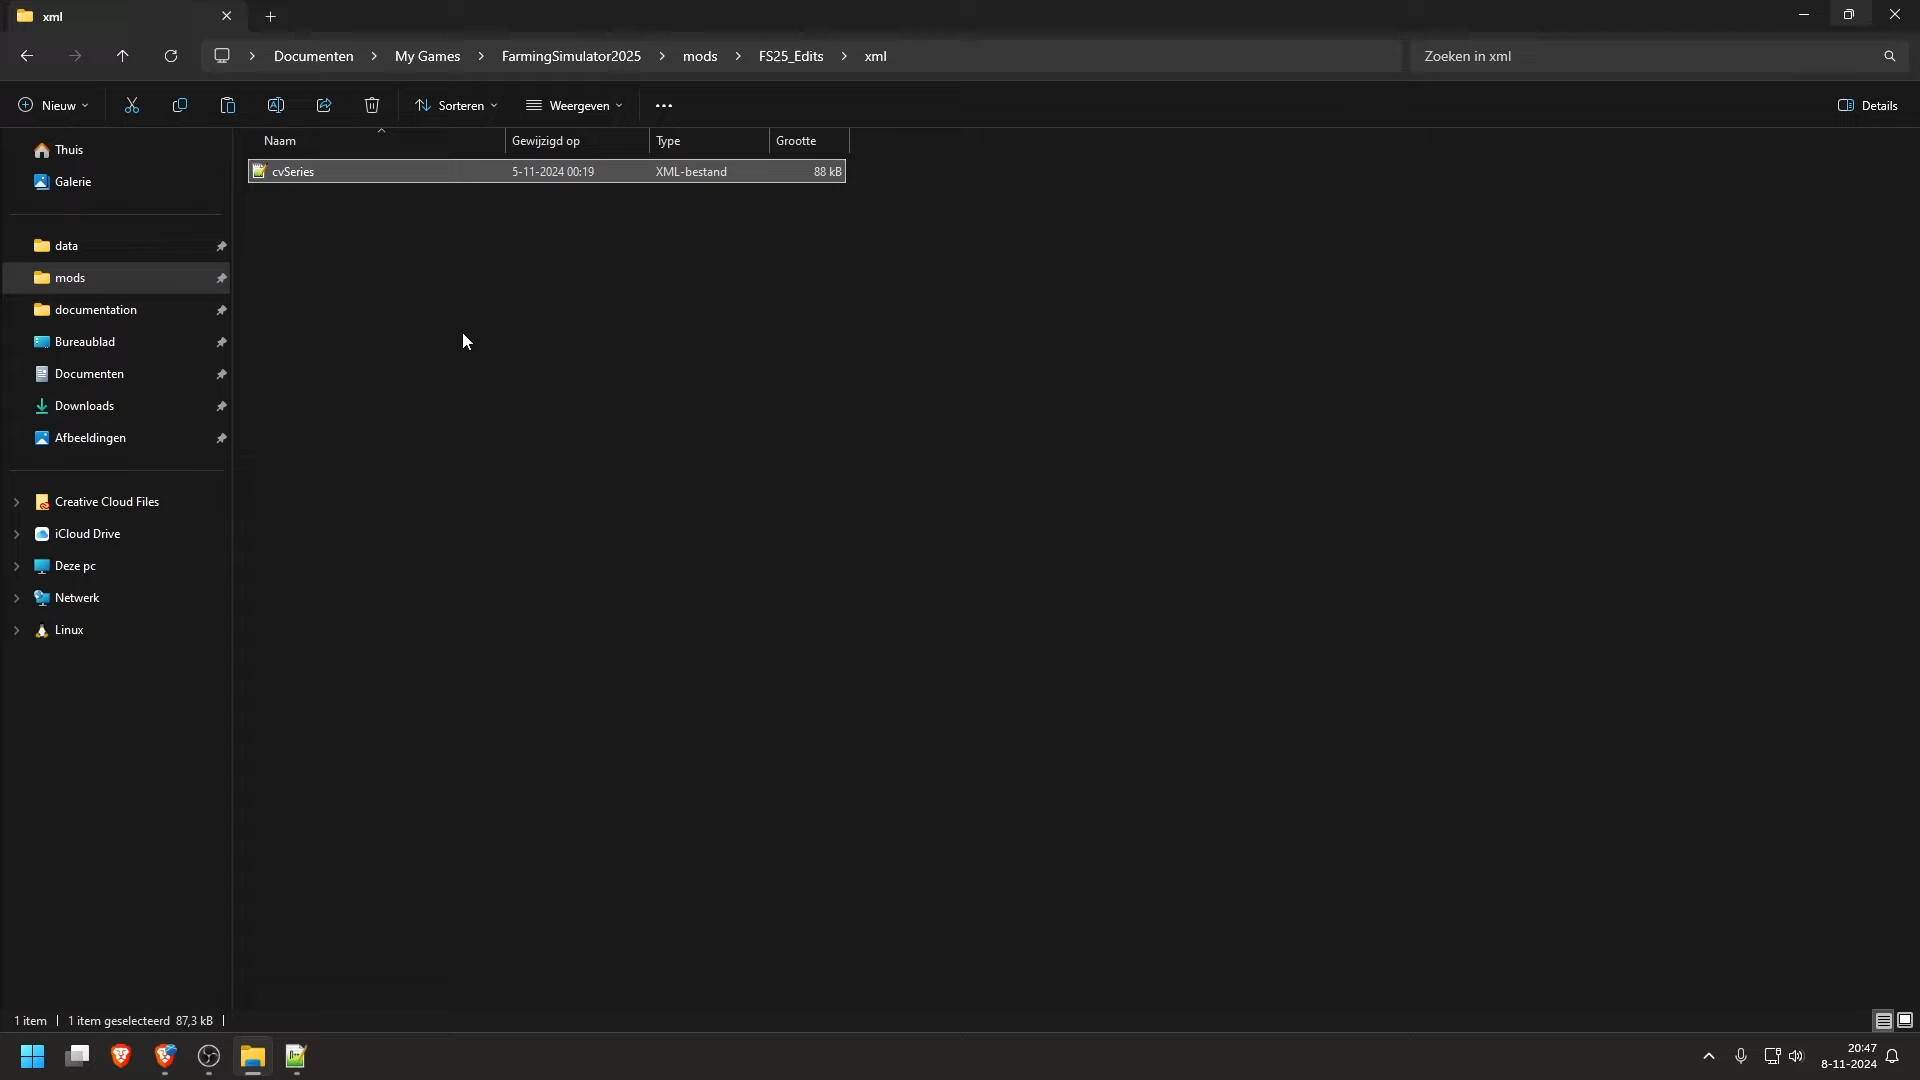 xml
Documenten > My Games > FarmingSimulator2025 > mods > FS25_Edits > xml
Zoeken in xml
Nieuw
Sorteren
Weergeven
Details
Naam Gewijzigd op Type Grootte
cvSeries 5-11-2024 00:19 XML-bestand 88 kB
Thuis
Galerie
data
mods
documentation
Bureaublad
Documenten
Downloads
Afbeeldingen
Creative Cloud Files
iCloud Drive
Deze pc
Netwerk
Linux
1 item | 1 item geselecteerd 87,3 kB |
20:47
8-11-2024